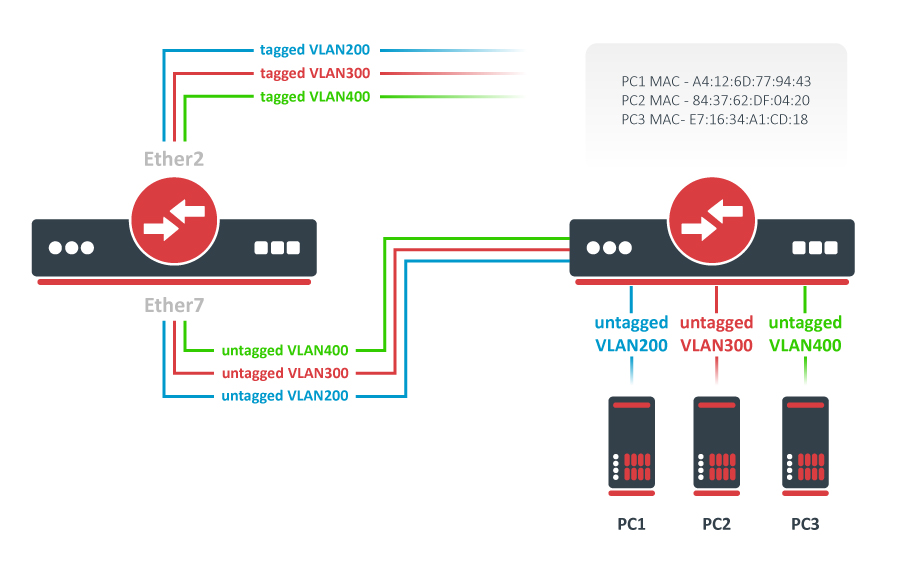 tagged VLAN200
tagged VLAN300
tagged VLAN400
PC1 MAC - A4:12:6D:77:94:43
PC2 MAC - 84:37:62:DF:04:20
PC3 MAC- E7:16:34:A1:CD:18
Ether2
Ether7
untagged VLAN400
untagged VLAN300
untagged VLAN200
untagged
VLAN200
untagged
VLAN300
untagged
VLAN400
PC1
PC2
PC3